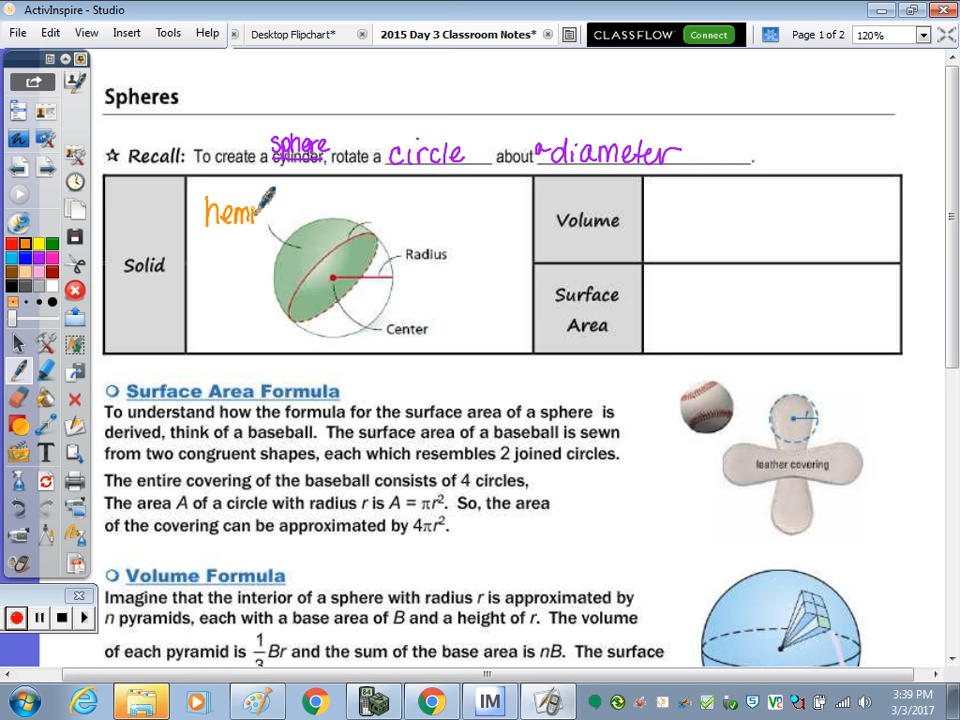 ActivInspire - Studio
File Edit View Insert Tools Help
Desktop Flipchart*
2015 Day 3 Classroom Notes*
CLASSFLOW Connect
Page 1 of 2 120%
Spheres
sphere
☆ Recall: To create a cylinder, rotate a circle about a diameter.
hemi
Solid
Radius
Center
Volume
Surface
Area
Surface Area Formula
To understand how the formula for the surface area of a sphere is
derived, think of a baseball. The surface area of a baseball is sewn
from two congruent shapes, each which resembles 2 joined circles.
The entire covering of the baseball consists of 4 circles,
The area A of a circle with radius r is A = πr². So, the area
of the covering can be approximated by 4πr².
r
leather covering
Volume Formula
Imagine that the interior of a sphere with radius r is approximated by
n pyramids, each with a base area of B and a height of r. The volume
of each pyramid is 1/3 Br and the sum of the base area is nB. The surface
IM
3:39 PM
3/3/2017